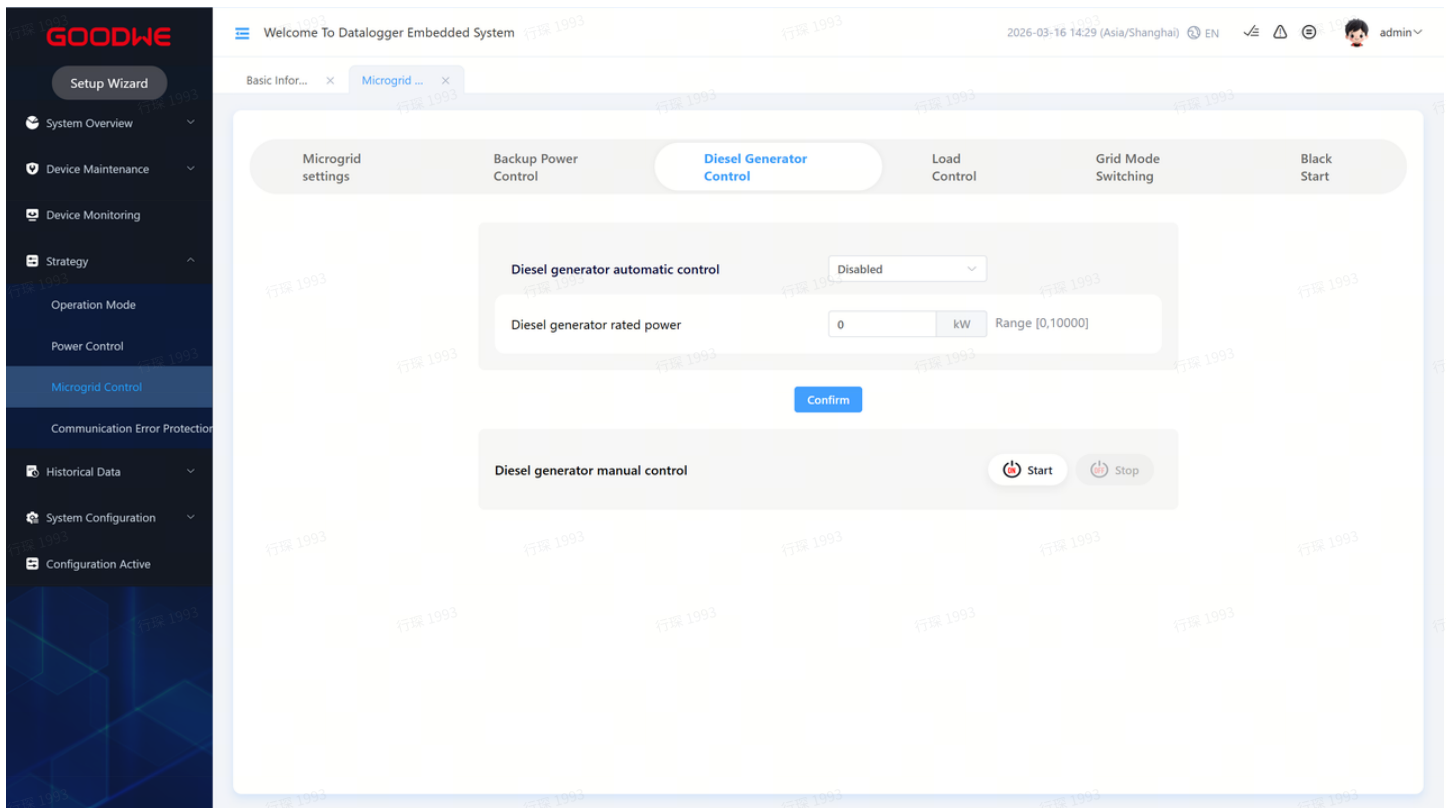 GOODWE
Welcome To Datalogger Embedded System
2026-03-16 14:29 (Asia/Shanghai) EN
admin
Setup Wizard
Basic Infor...
Microgrid ...
System Overview
Device Maintenance
Device Monitoring
Strategy
Operation Mode
Power Control
Microgrid Control
Communication Error Protection
Historical Data
System Configuration
Configuration Active
Microgrid
settings
Backup Power
Control
Diesel Generator
Control
Load
Control
Grid Mode
Switching
Black
Start
Diesel generator automatic control
Disabled
Diesel generator rated power
0 kW Range [0,10000]
Confirm
Diesel generator manual control
ON Start
OFF Stop
行琛 1993